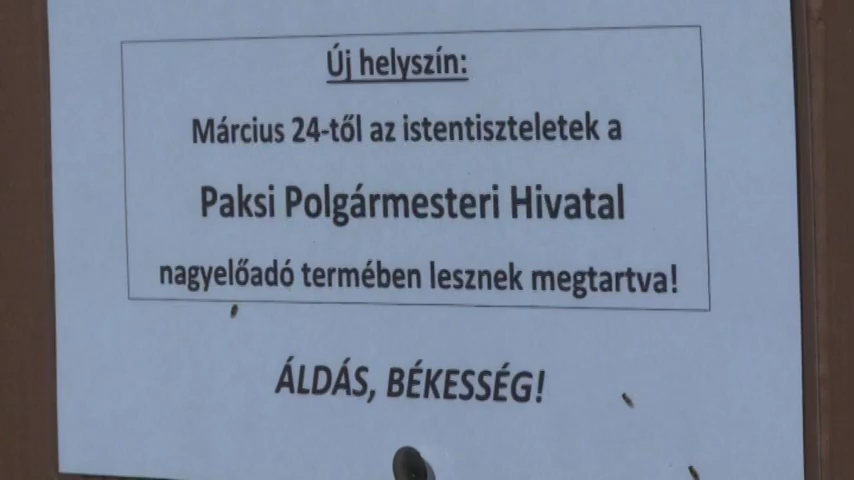 Új helyszín:
Március 24-től az istentiszteletek a
Paksi Polgármesteri Hivatal
nagyelőadó termében lesznek megtartva!
ÁLDÁS, BÉKESSÉG!